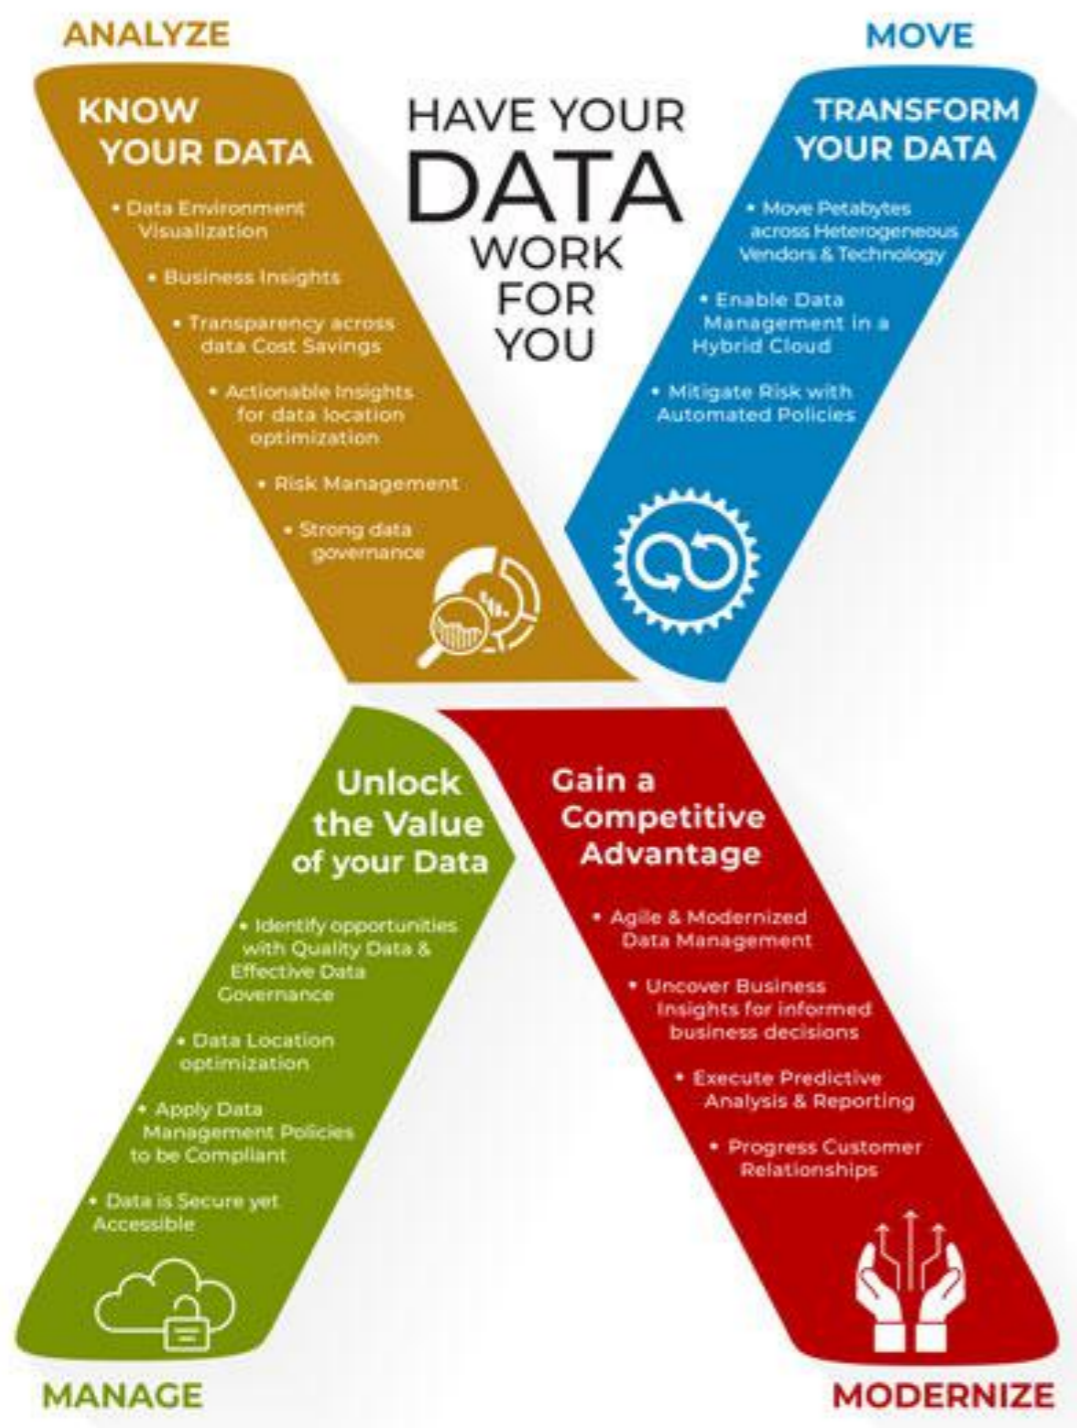 ANALYZE
KNOW
YOUR DATA
• Data Environment
Visualization
• Business Insights
• Transparency across
data Cost Savings
• Actionable Insights
for data location
optimization
• Risk Management
• Strong data
governance
HAVE YOUR
DATA
WORK
FOR
YOU
MOVE
TRANSFORM
YOUR DATA
• Move Petabytes
across Heterogeneous
Vendors & Technology
• Enable Data
Management in a
Hybrid Cloud
• Mitigate Risk with
Automated Policies
Unlock
the Value
of your Data
• Identify opportunities
with Quality Data &
Effective Data
Governance
• Data Location
optimization
• Apply Data
Management Policies
to be Compliant
• Data is Secure yet
Accessible
MANAGE
Gain a
Competitive
Advantage
• Agile & Modernized
Data Management
• Uncover Business
Insights for informed
business decisions
• Execute Predictive
Analysis & Reporting
• Progress Customer
Relationships
MODERNIZE